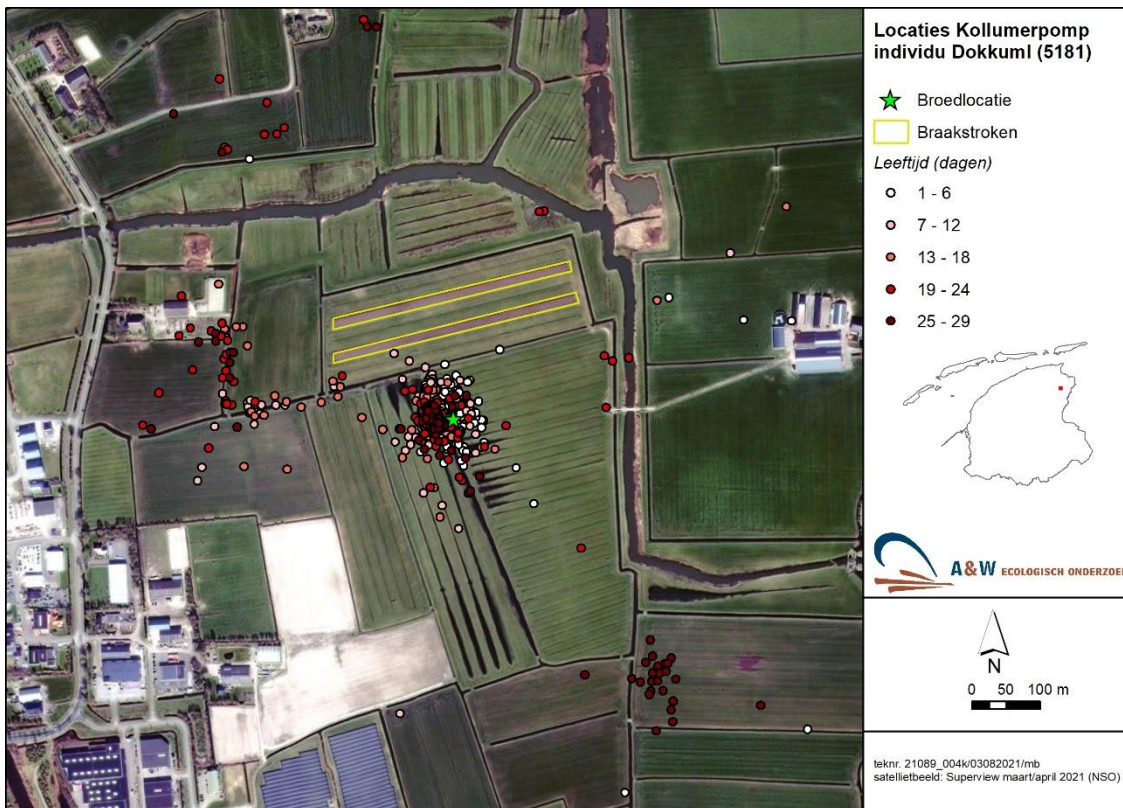 Locaties Kollumerpomp
individu DokkumI (5181)
Broedlocatie
Braakstroken
Leeftijd (dagen)
1 - 6
7 - 12
13 - 18
19 - 24
25 - 29
A&W ECOLOGISCH ONDERZOEK
N
0 50 100 m
teknr. 21089_004k/03082021/mb
satellietbeeld: Superview maart/april 2021 (NSO)